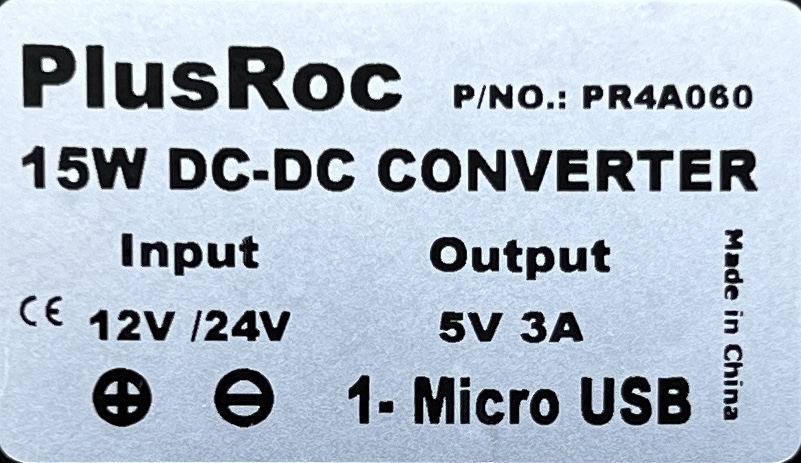 PlusRoc P/NO.: PR4A060
15W DC-DC CONVERTER
Input Output
CE 12V /24V 5V 3A
1- Micro USB
Made in China